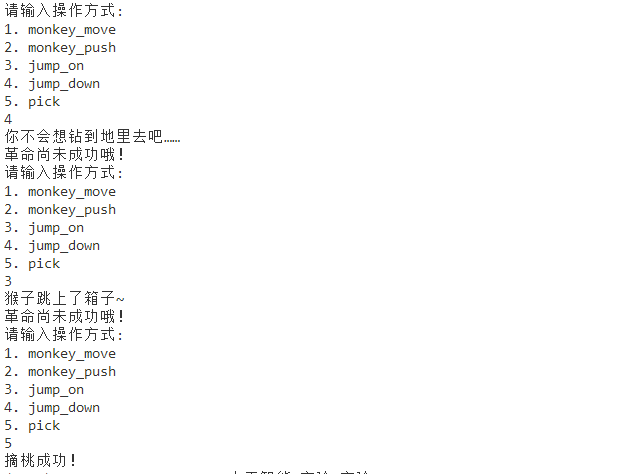 请输入操作方式:
1. monkey_move
2. monkey_push
3. jump_on
4. jump_down
5. pick
4
你不会想钻到地里去吧……
革命尚未成功哦!
请输入操作方式:
1. monkey_move
2. monkey_push
3. jump_on
4. jump_down
5. pick
3
猴子跳上了箱子~
革命尚未成功哦!
请输入操作方式:
1. monkey_move
2. monkey_push
3. jump_on
4. jump_down
5. pick
5
摘桃成功!